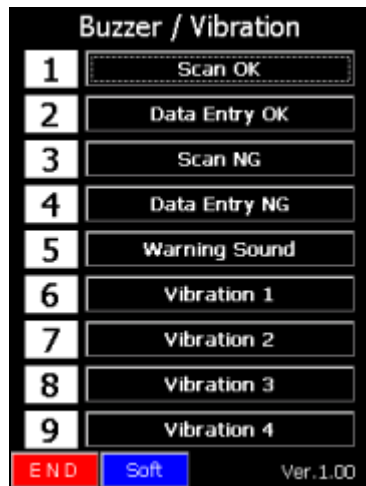 Buzzer / Vibration
1 Scan OK
2 Data Entry OK
3 Scan NG
4 Data Entry NG
5 Warning Sound
6 Vibration 1
7 Vibration 2
8 Vibration 3
9 Vibration 4
END Soft Ver.1.00